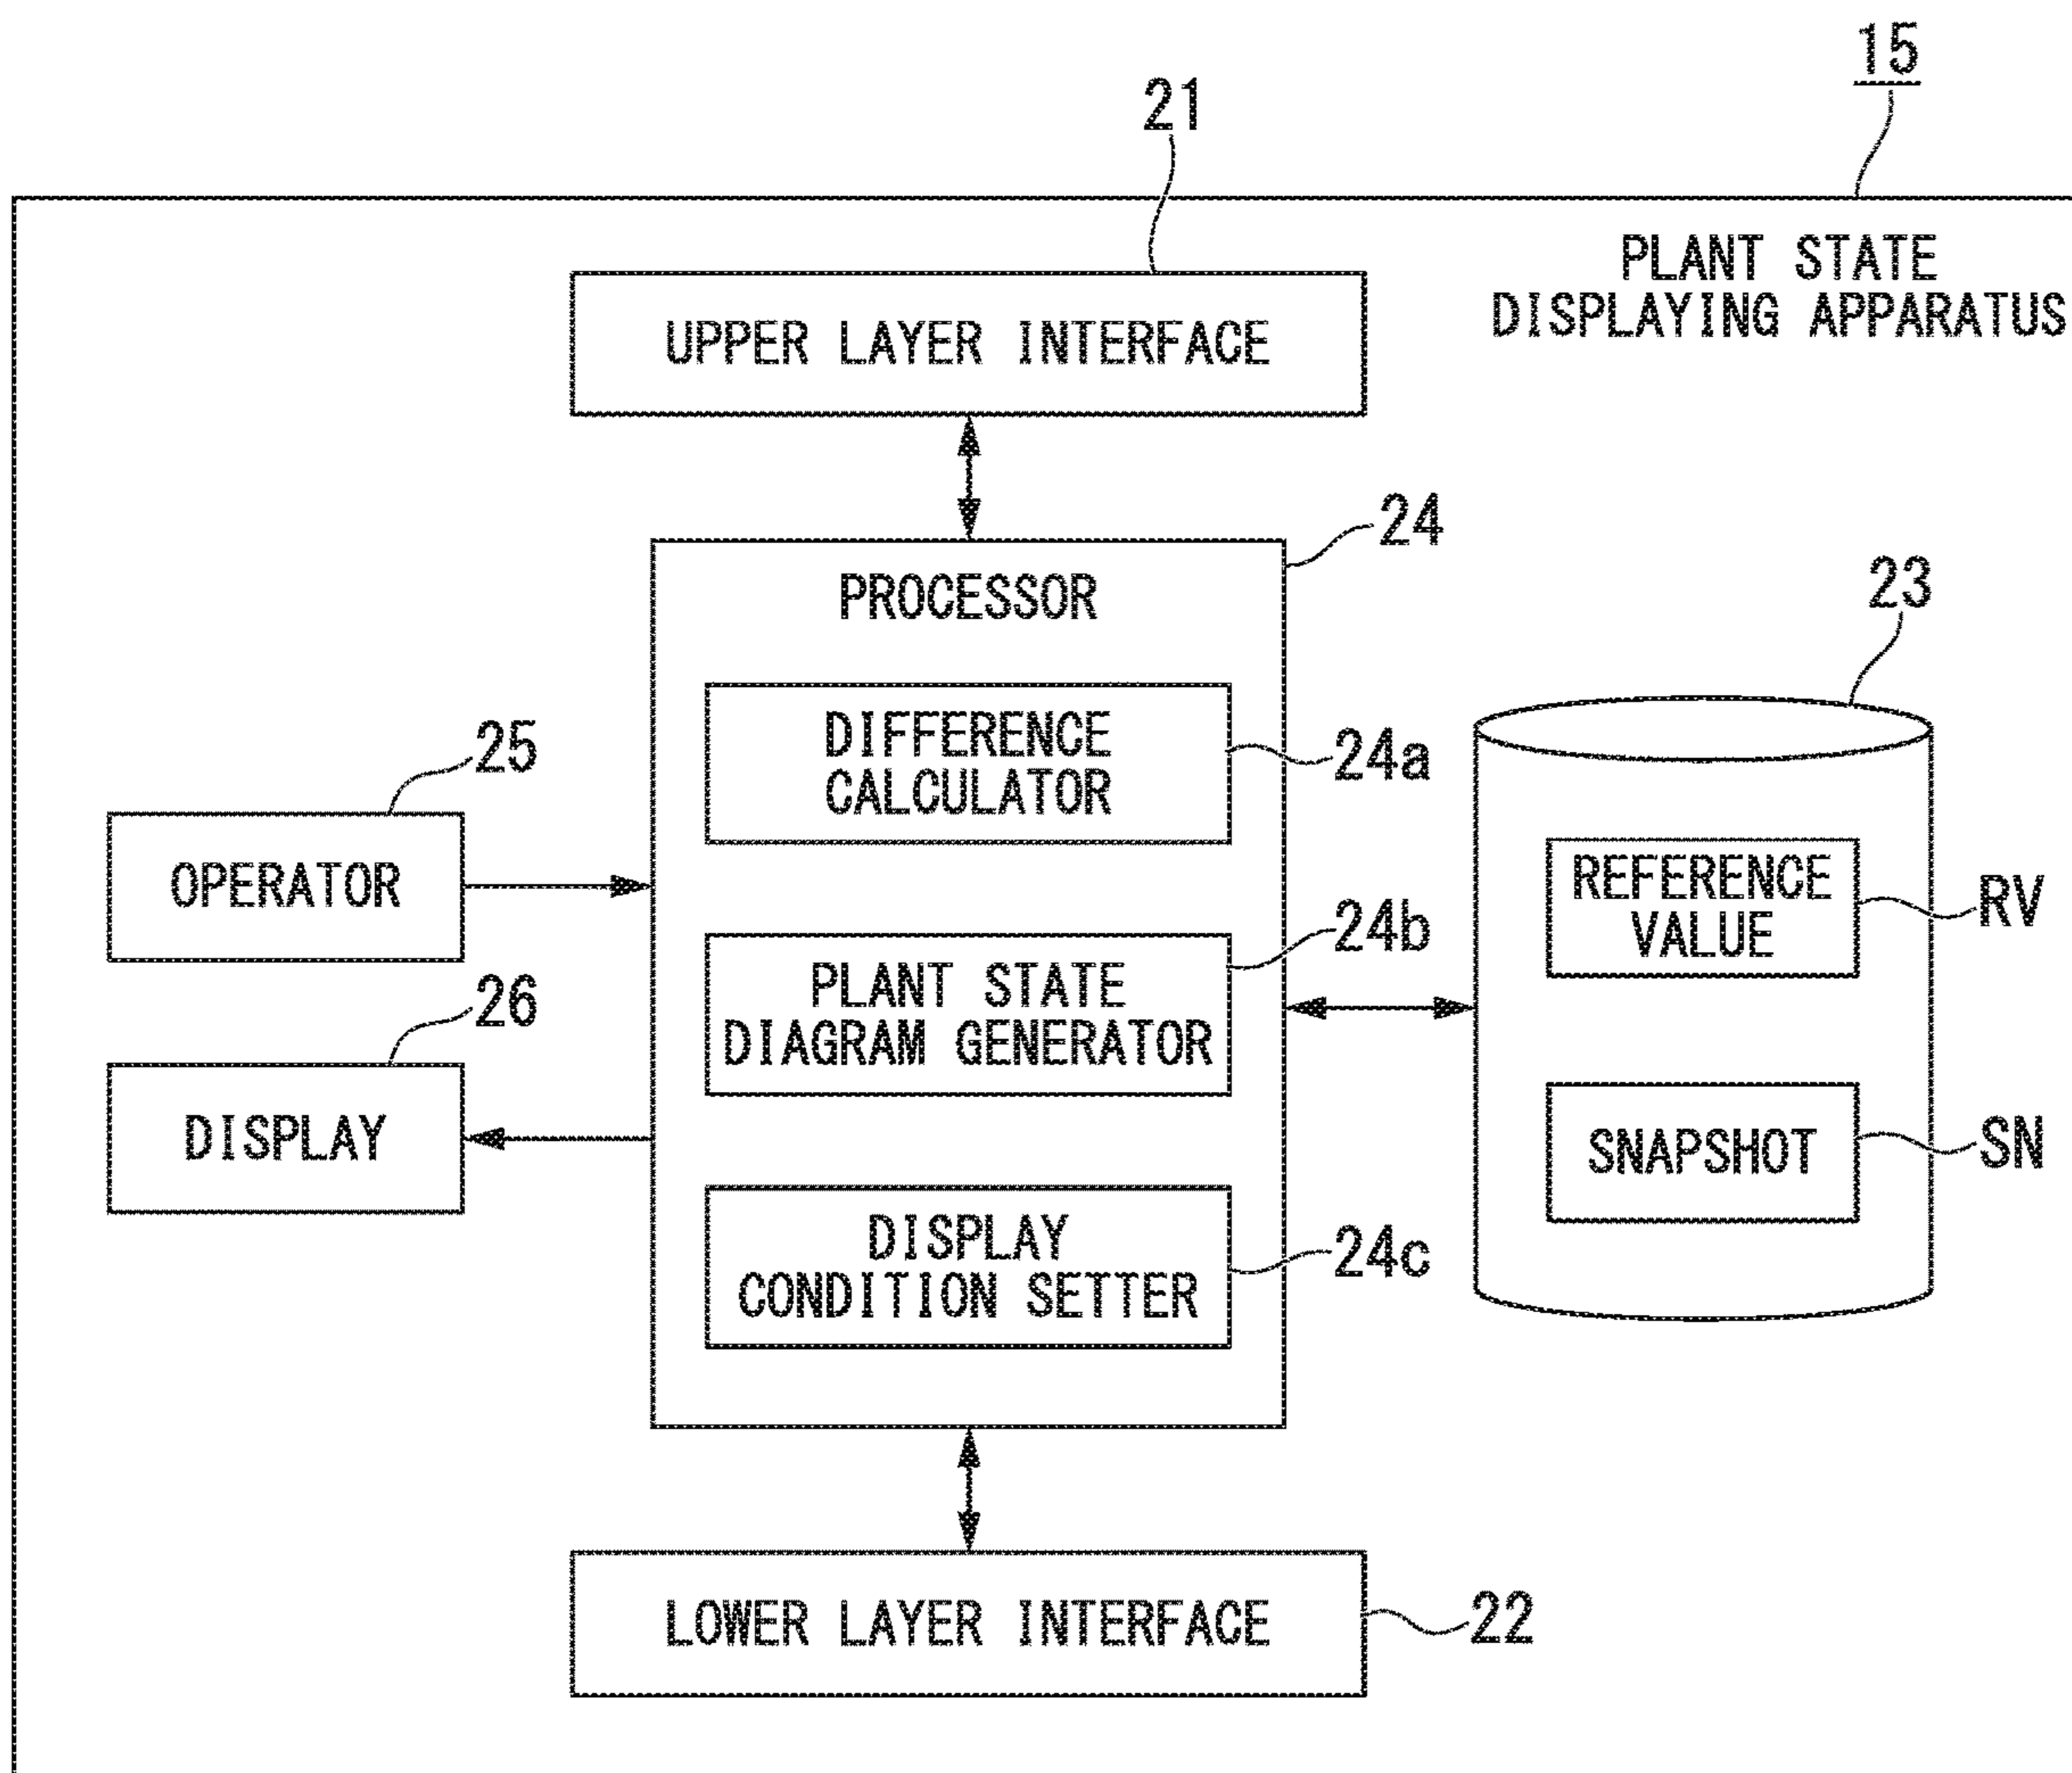 15
21
PLANT STATE
DISPLAYING APPARATUS
UPPER LAYER INTERFACE
24
PROCESSOR
23
DIFFERENCE
CALCULATOR
24a
25
OPERATOR
REFERENCE
VALUE
RV
24b
PLANT STATE
DIAGRAM GENERATOR
26
DISPLAY
SNAPSHOT
SN
DISPLAY
CONDITION SETTER
24c
LOWER LAYER INTERFACE
22